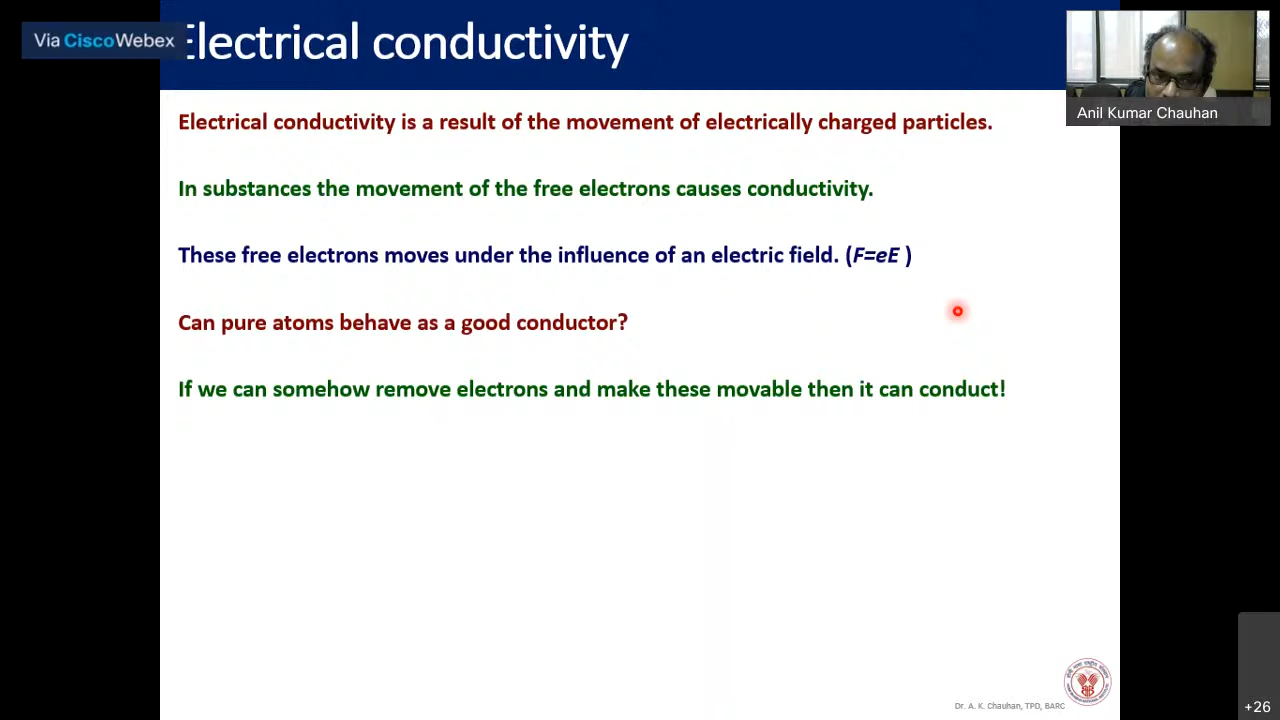 Via CiscoWebex
Electrical conductivity
Anil Kumar Chauhan
Electrical conductivity is a result of the movement of electrically charged particles.
In substances the movement of the free electrons causes conductivity.
These free electrons moves under the influence of an electric field. (F=eE )
Can pure atoms behave as a good conductor?
If we can somehow remove electrons and make these movable then it can conduct!
Dr. A. K. Chauhan, TPD, BARC
+26